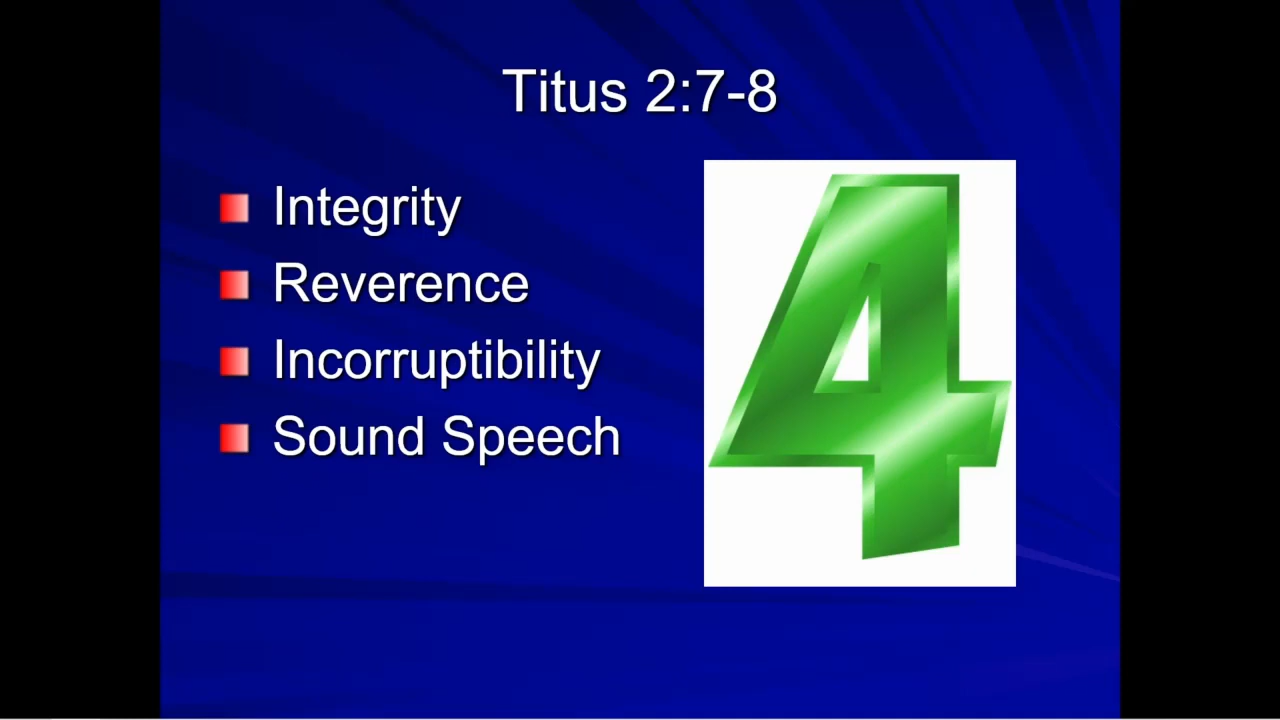 Titus 2:7-8
Integrity
Reverence
Incorruptibility
Sound Speech
4